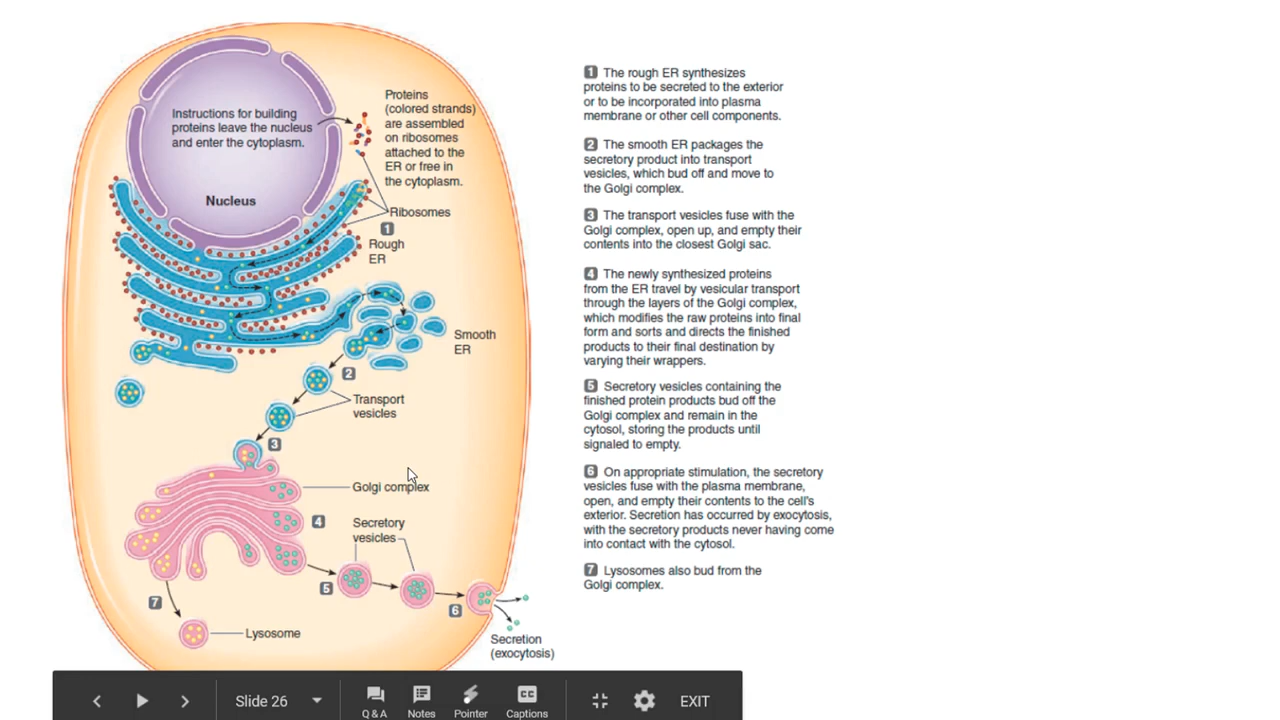 Instructions for building
proteins leave the nucleus
and enter the cytoplasm.
Nucleus
Proteins
(colored strands)
are assembled
on ribosomes
attached to the
ER or free in
the cytoplasm.
Ribosomes
1
Rough
ER
Smooth
ER
2
Transport
vesicles
3
Golgi complex
4
Secretory
vesicles
5
6
7
Lysosome
Secretion
(exocytosis)
1 The rough ER synthesizes
proteins to be secreted to the exterior
or to be incorporated into plasma
membrane or other cell components.
2 The smooth ER packages the
secretory product into transport
vesicles, which bud off and move to
the Golgi complex.
3 The transport vesicles fuse with the
Golgi complex, open up, and empty their
contents into the closest Golgi sac.
4 The newly synthesized proteins
from the ER travel by vesicular transport
through the layers of the Golgi complex,
which modifies the raw proteins into final
form and sorts and directs the finished
products to their final destination by
varying their wrappers.
5 Secretory vesicles containing the
finished protein products bud off the
Golgi complex and remain in the
cytosol, storing the products until
signaled to empty.
6 On appropriate stimulation, the secretory
vesicles fuse with the plasma membrane,
open, and empty their contents to the cell's
exterior. Secretion has occurred by exocytosis,
with the secretory products never having come
into contact with the cytosol.
7 Lysosomes also bud from the
Golgi complex.
Slide 26
Q & A
Notes
Pointer
CC
Captions
EXIT